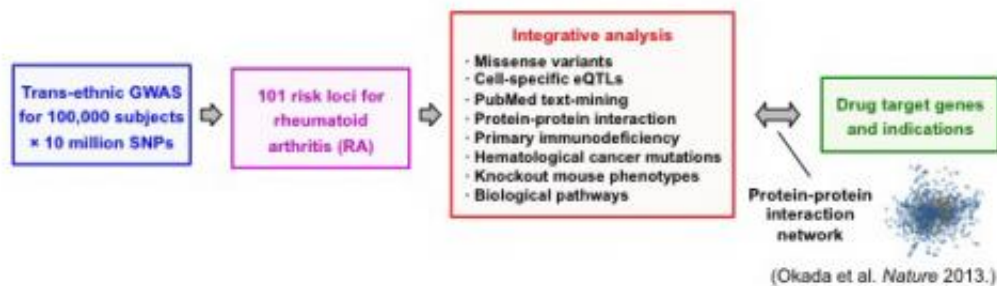 Trans-ethnic GWAS
for 100,000 subjects
× 10 million SNPs
101 risk loci for
rheumatoid
arthritis (RA)
Integrative analysis
· Missense variants
· Cell-specific eQTLs
· PubMed text-mining
· Protein-protein interaction
· Primary immunodeficiency
· Hematological cancer mutations
· Knockout mouse phenotypes
· Biological pathways
Drug target genes
and indications
Protein-protein
interaction
network
(Okada et al. Nature 2013.)